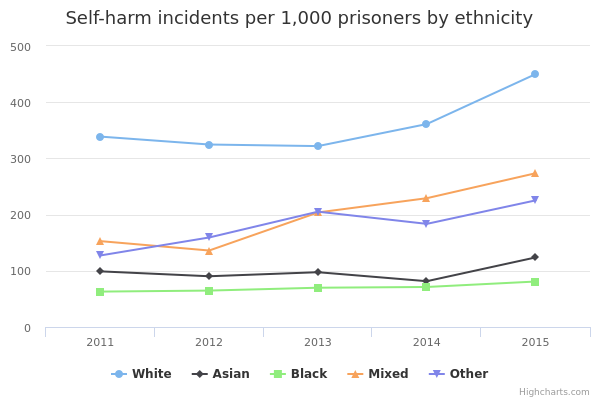 Self-harm incidents per 1,000 prisoners by ethnicity
500
400
300
200
100
0
2011 2012 2013 2014 2015
White Asian Black Mixed Other
Highcharts.com